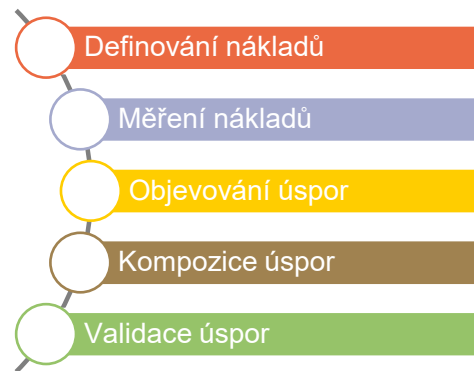 Definování nákladů
Měření nákladů
Objevování úspor
Kompozice úspor
Validace úspor